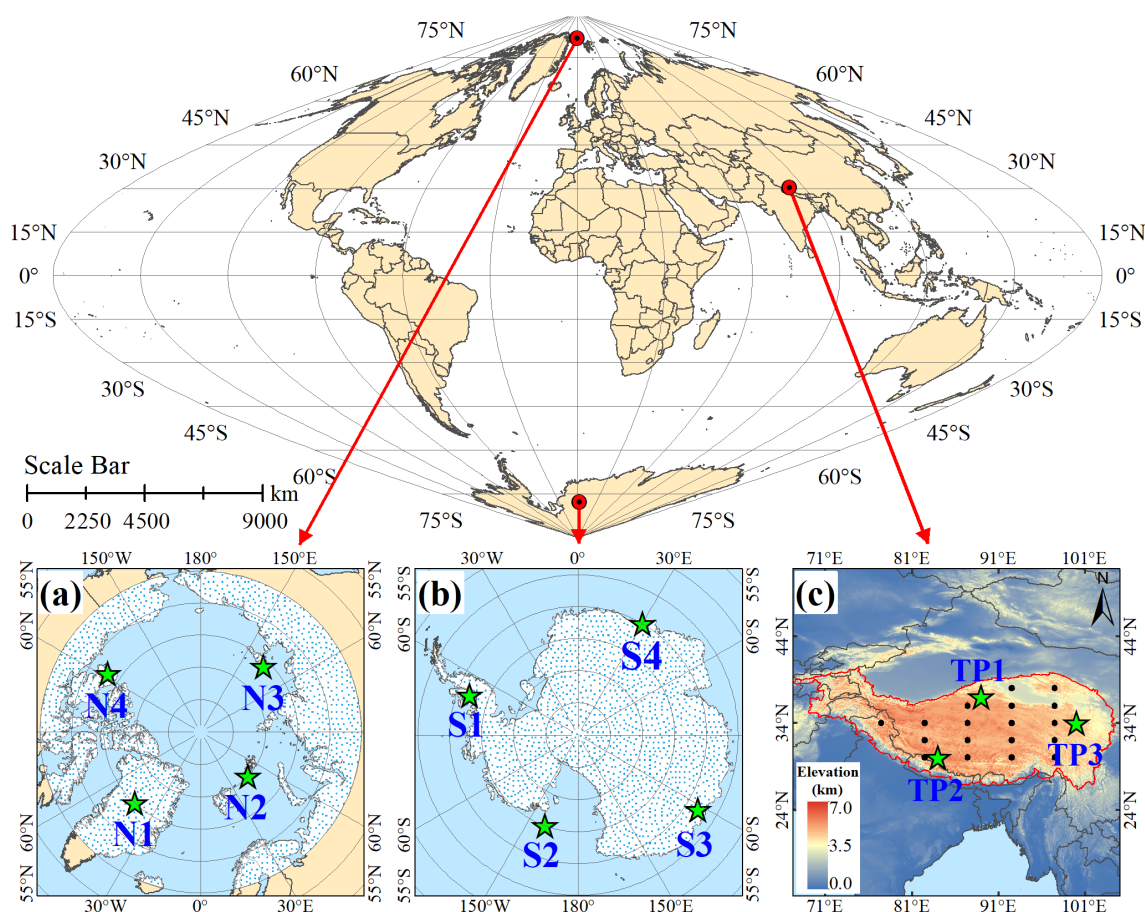 75°N 75°N
60°N 60°N
45°N 45°N
30°N 30°N
15°N 15°N
0° 0°
15°S 15°S
30°S 30°S
45°S 45°S
60°S 60°S
75°S 75°S
Scale Bar
km
0 2250 4500 9000
150°W 180° 150°E
55°N 55°N
60°N 60°N
(a)
N4 N3
N2
N1
60°N 60°N
55°N 55°N
30°W 0° 30°E
30°W 0° 30°E
55°S 55°S
60°S 60°S
(b)
S4
S1
S3
S2
60°S 60°S
55°S 55°S
150°W 180° 150°E
71°E 81°E 91°E 101°E
(c)
N
44°N 44°N
TP1
34°N 34°N
TP3
TP2
Elevation
(km)
7.0
3.5
0.0
24°N 24°N
71°E 81°E 91°E 101°E